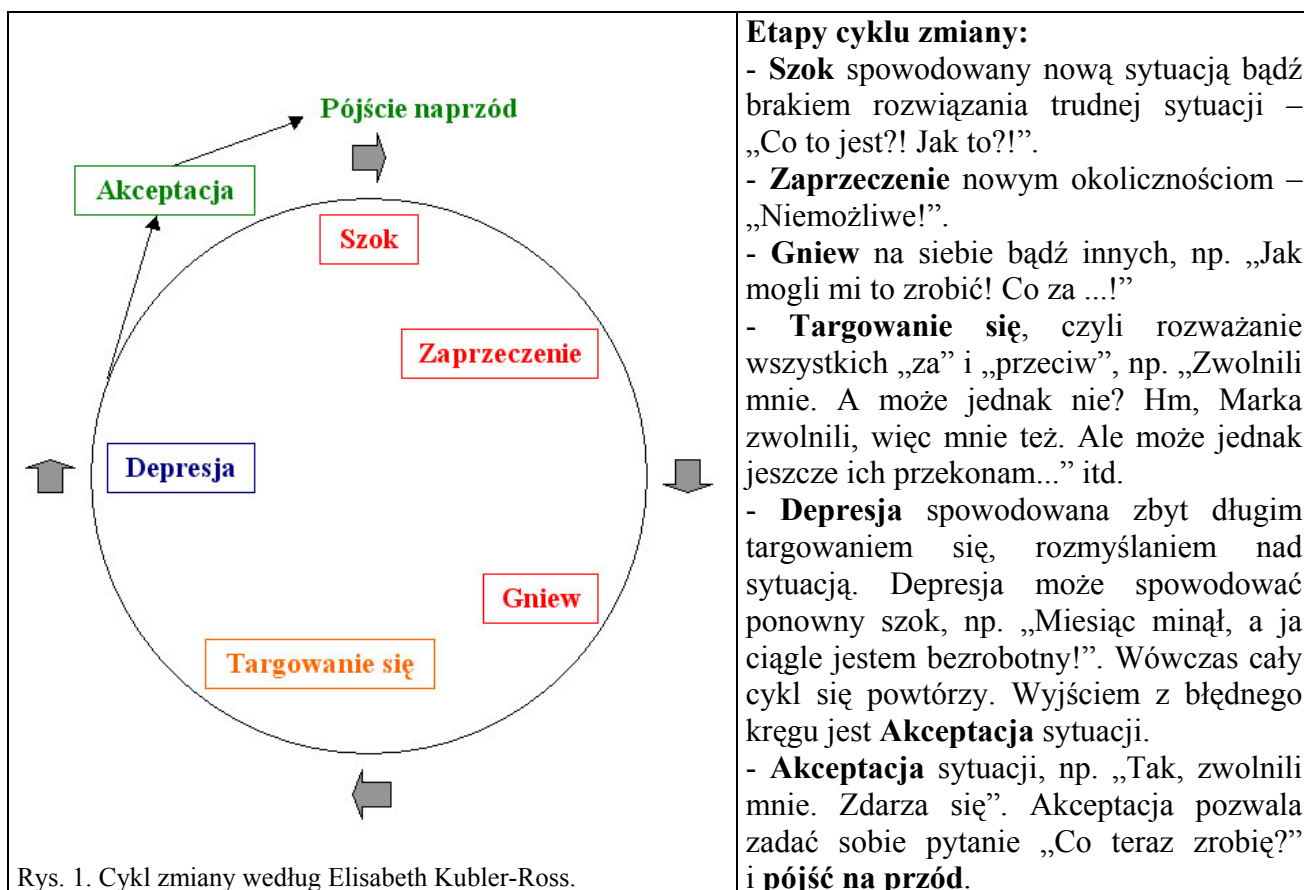 Pójście naprzód
Akceptacja
Szok
Zaprzeczenie
Depresja
Gniew
Targowanie się
Rys. 1. Cykl zmiany według Elisabeth Kubler-Ross.
Etapy cyklu zmiany:
- Szok spowodowany nową sytuacją bądź
brakiem rozwiązania trudnej sytuacji –
„Co to jest?! Jak to?!”.
- Zaprzeczenie nowym okolicznościom –
„Niemożliwe!”.
- Gniew na siebie bądź innych, np. „Jak
mogli mi to zrobić! Co za ...!”
- Targowanie się, czyli rozważanie
wszystkich „za” i „przeciw”, np. „Zwolnili
mnie. A może jednak nie? Hm, Marka
zwolnili, więc mnie też. Ale może jednak
jeszcze ich przekonam...” itd.
- Depresja spowodowana zbyt długim
targowaniem się, rozmyślaniem nad
sytuacją. Depresja może spowodować
ponowny szok, np. „Miesiąc minął, a ja
ciągle jestem bezrobotny!”. Wówczas cały
cykl się powtórzy. Wyjściem z błędnego
kręgu jest Akceptacja sytuacji.
- Akceptacja sytuacji, np. „Tak, zwolnili
mnie. Zdarza się”. Akceptacja pozwala
zadać sobie pytanie „Co teraz zrobię?”
i pójść na przód.